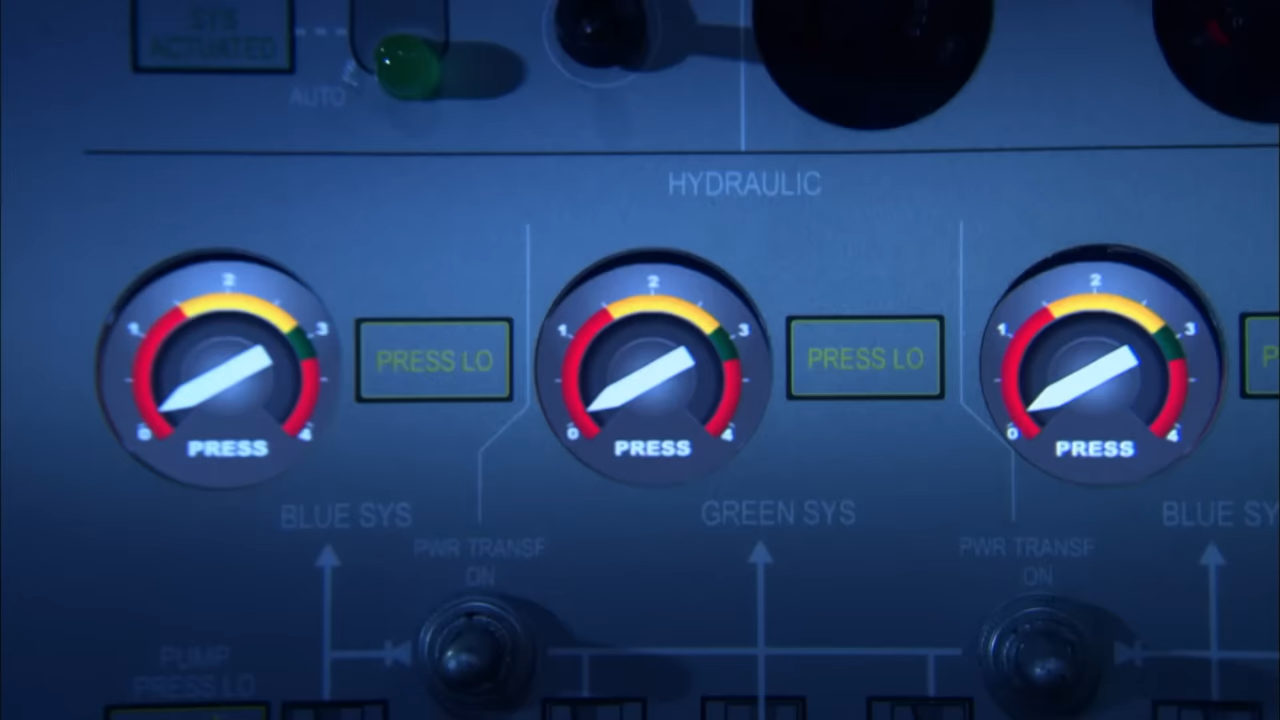 SYS
ACTUATED
AUTO
HYDRAULIC
1 2 3
0 4
PRESS
PRESS LO
1 2 3
0 4
PRESS
PRESS LO
1 2 3
0 4
PRESS
P
BLUE SYS
GREEN SYS
BLUE SY
PWR TRANSF
ON
PWR TRANSF
ON
PUMP
PRESS LO